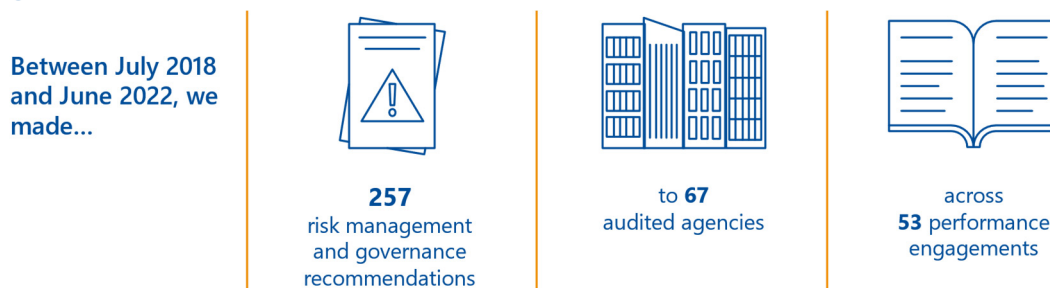 Between July 2018
and June 2022, we
made...
257
risk management
and governance
recommendations
to 67
audited agencies
across
53 performance
engagements